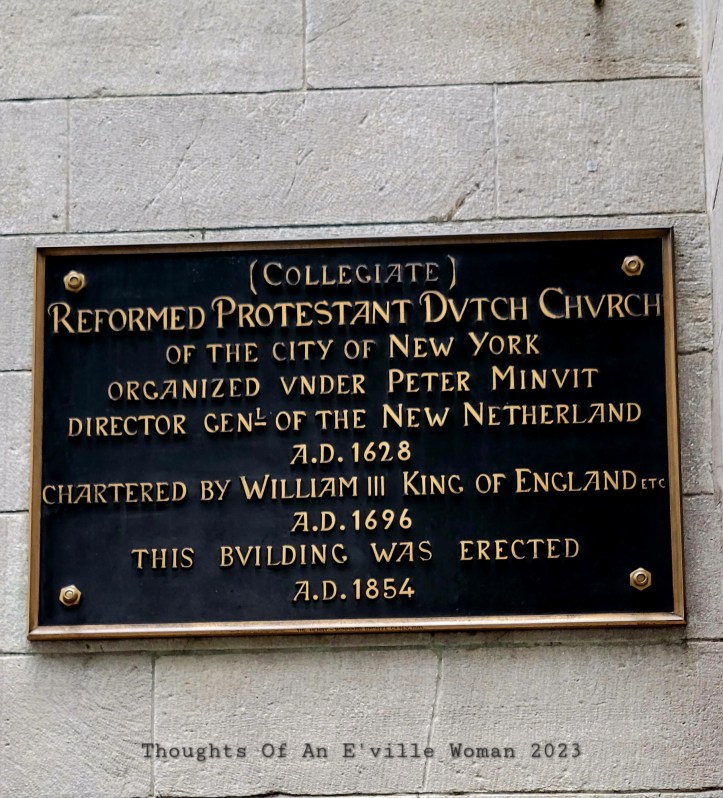 (COLLEGIATE)
REFORMED PROTESTANT DVTCH CHVRCH
OF THE CITY OF NEW YORK
ORGANIZED VNDER PETER MINVIT
DIRECTOR GENL OF THE NEW NETHERLAND
A.D. 1628
CHARTERED BY WILLIAM III KING OF ENGLAND ETC
A.D. 1696
THIS BVILDING WAS ERECTED
A.D. 1854
Thoughts Of An E'ville Woman 2023